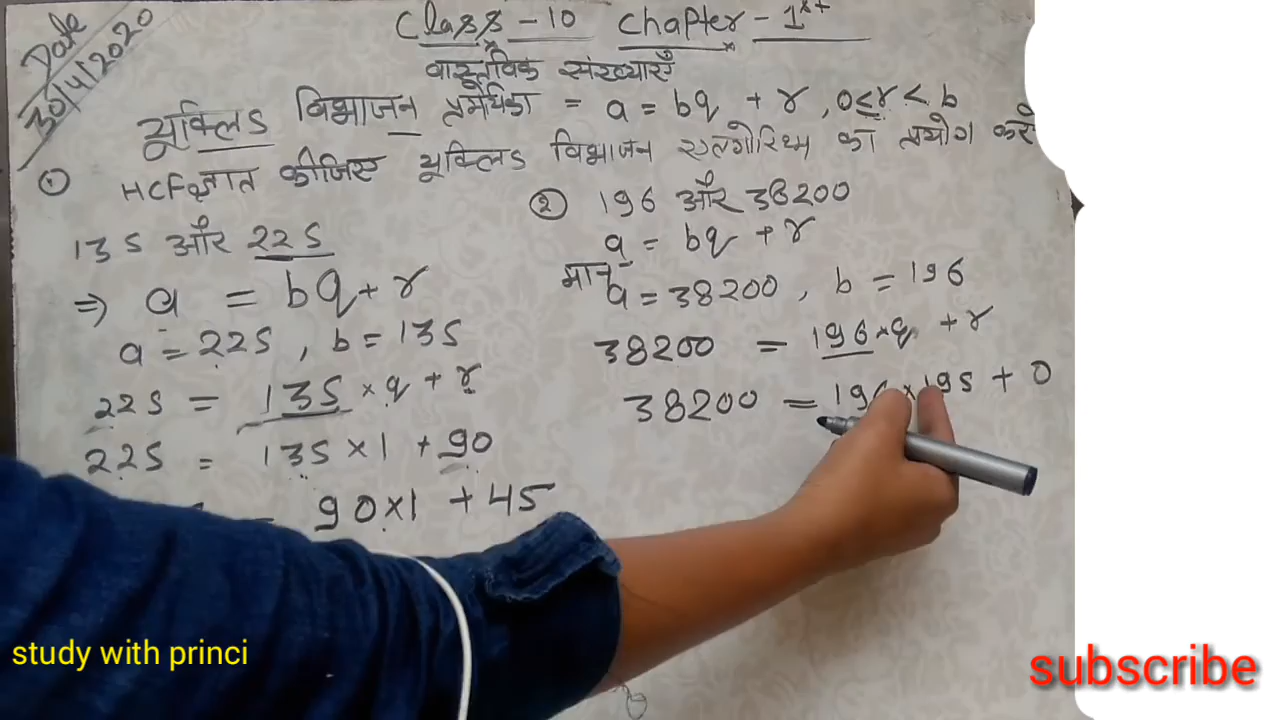 Date
30/4/2020
Class - 10 Chapter - 1st
वास्तविक संख्याएँ
यूक्लिड विभाजन प्रमेयिका = a = bq + r, 0 ≤ r < b
① HCF ज्ञात कीजिए यूक्लिड विभाजन एल्गोरिथ्म का प्रयोग करो
135 और 225
⇒ a = bq + r
a = 225, b = 135
225 = 135 × q + r
225 = 135 × 1 + 90
= 90 × 1 + 45
② 196 और 38200
a = bq + r
माना a = 38200, b = 196
38200 = 196 × q + r
38200 = 196 × 195 + 0
study with princi
subscribe